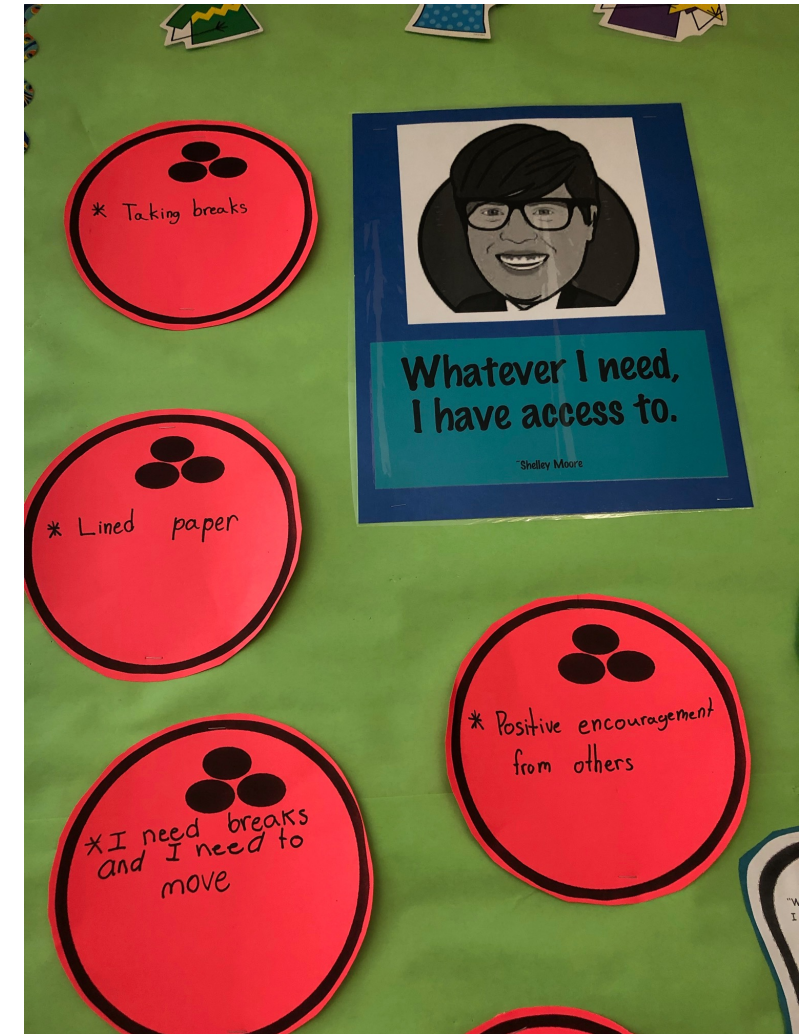 * Taking breaks
Whatever I need,
I have access to.
~Shelley Moore
* Lined paper
* Positive encouragement
from others
* I need breaks
and I need to
move
"W
I